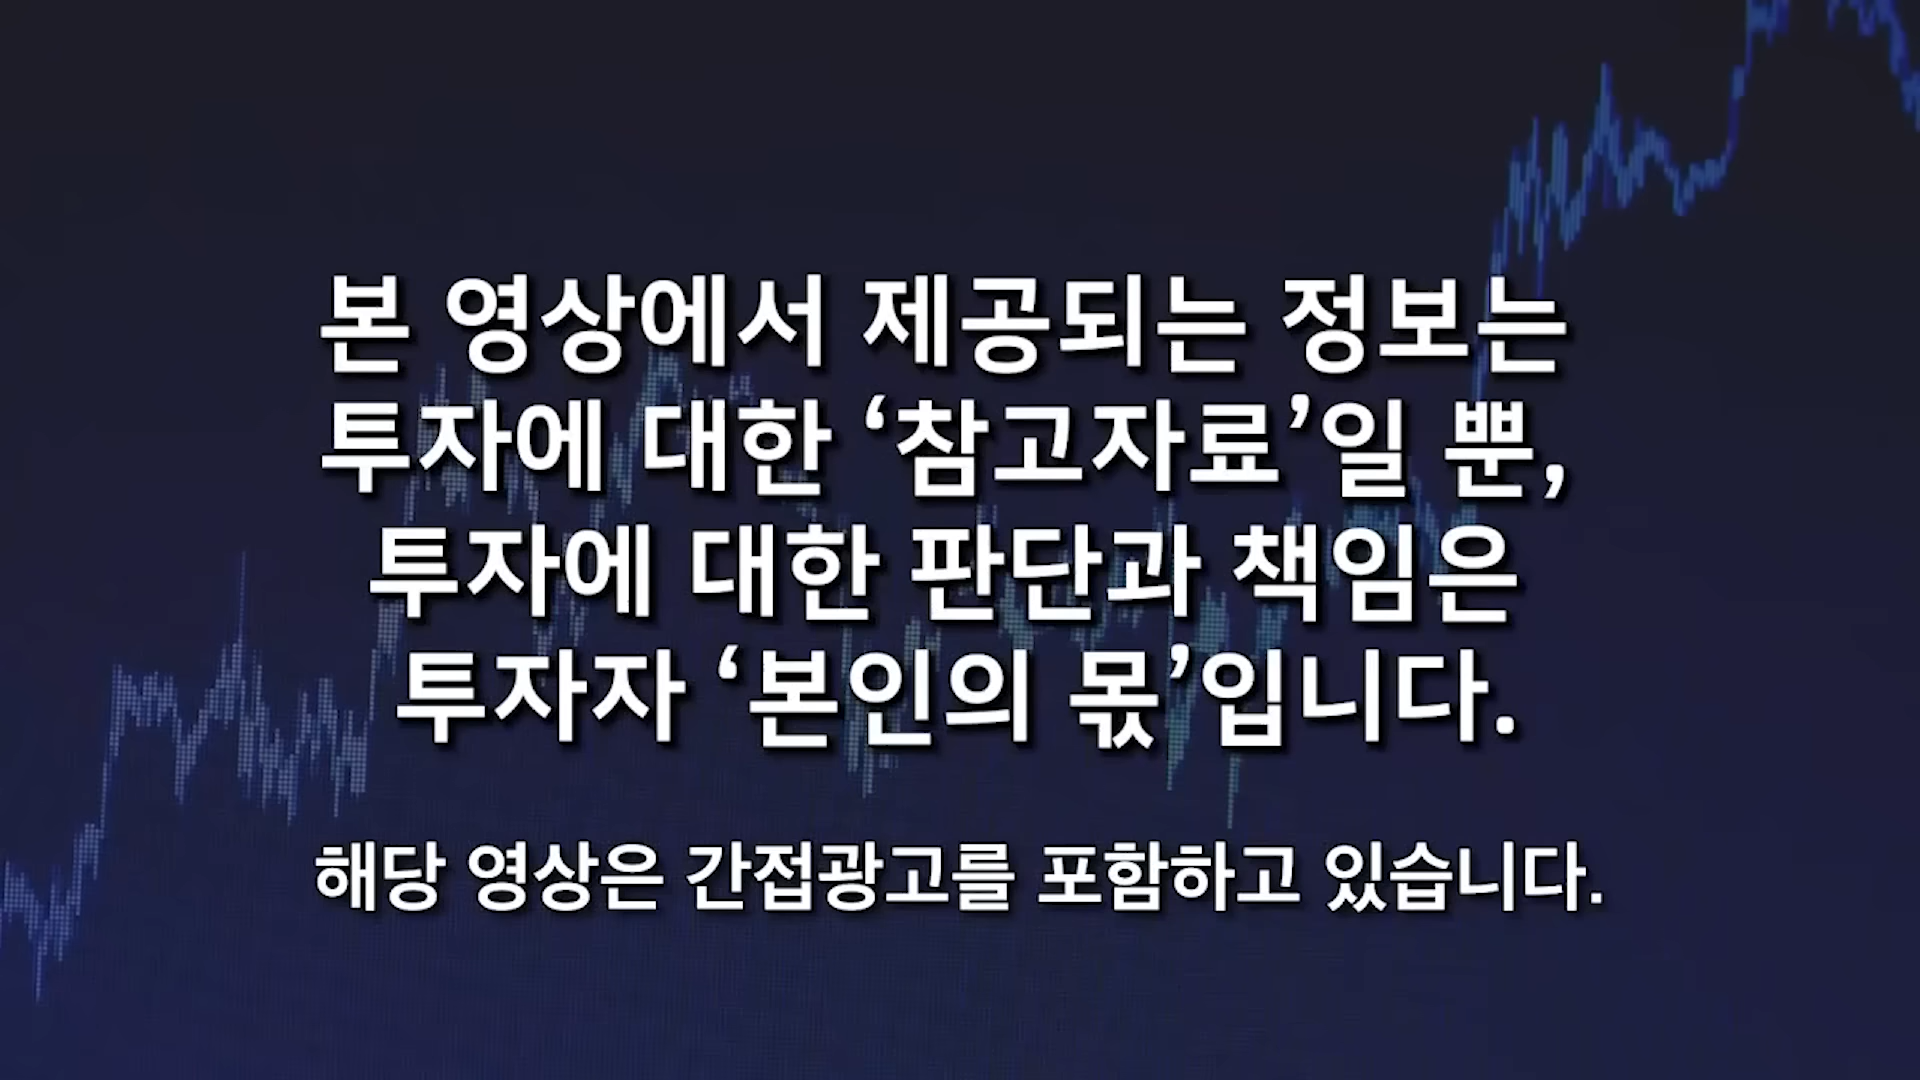 본 영상에서 제공되는 정보는
투자에 대한 ‘참고자료’일 뿐,
투자에 대한 판단과 책임은
투자자 ‘본인의 몫’입니다.
해당 영상은 간접광고를 포함하고 있습니다.